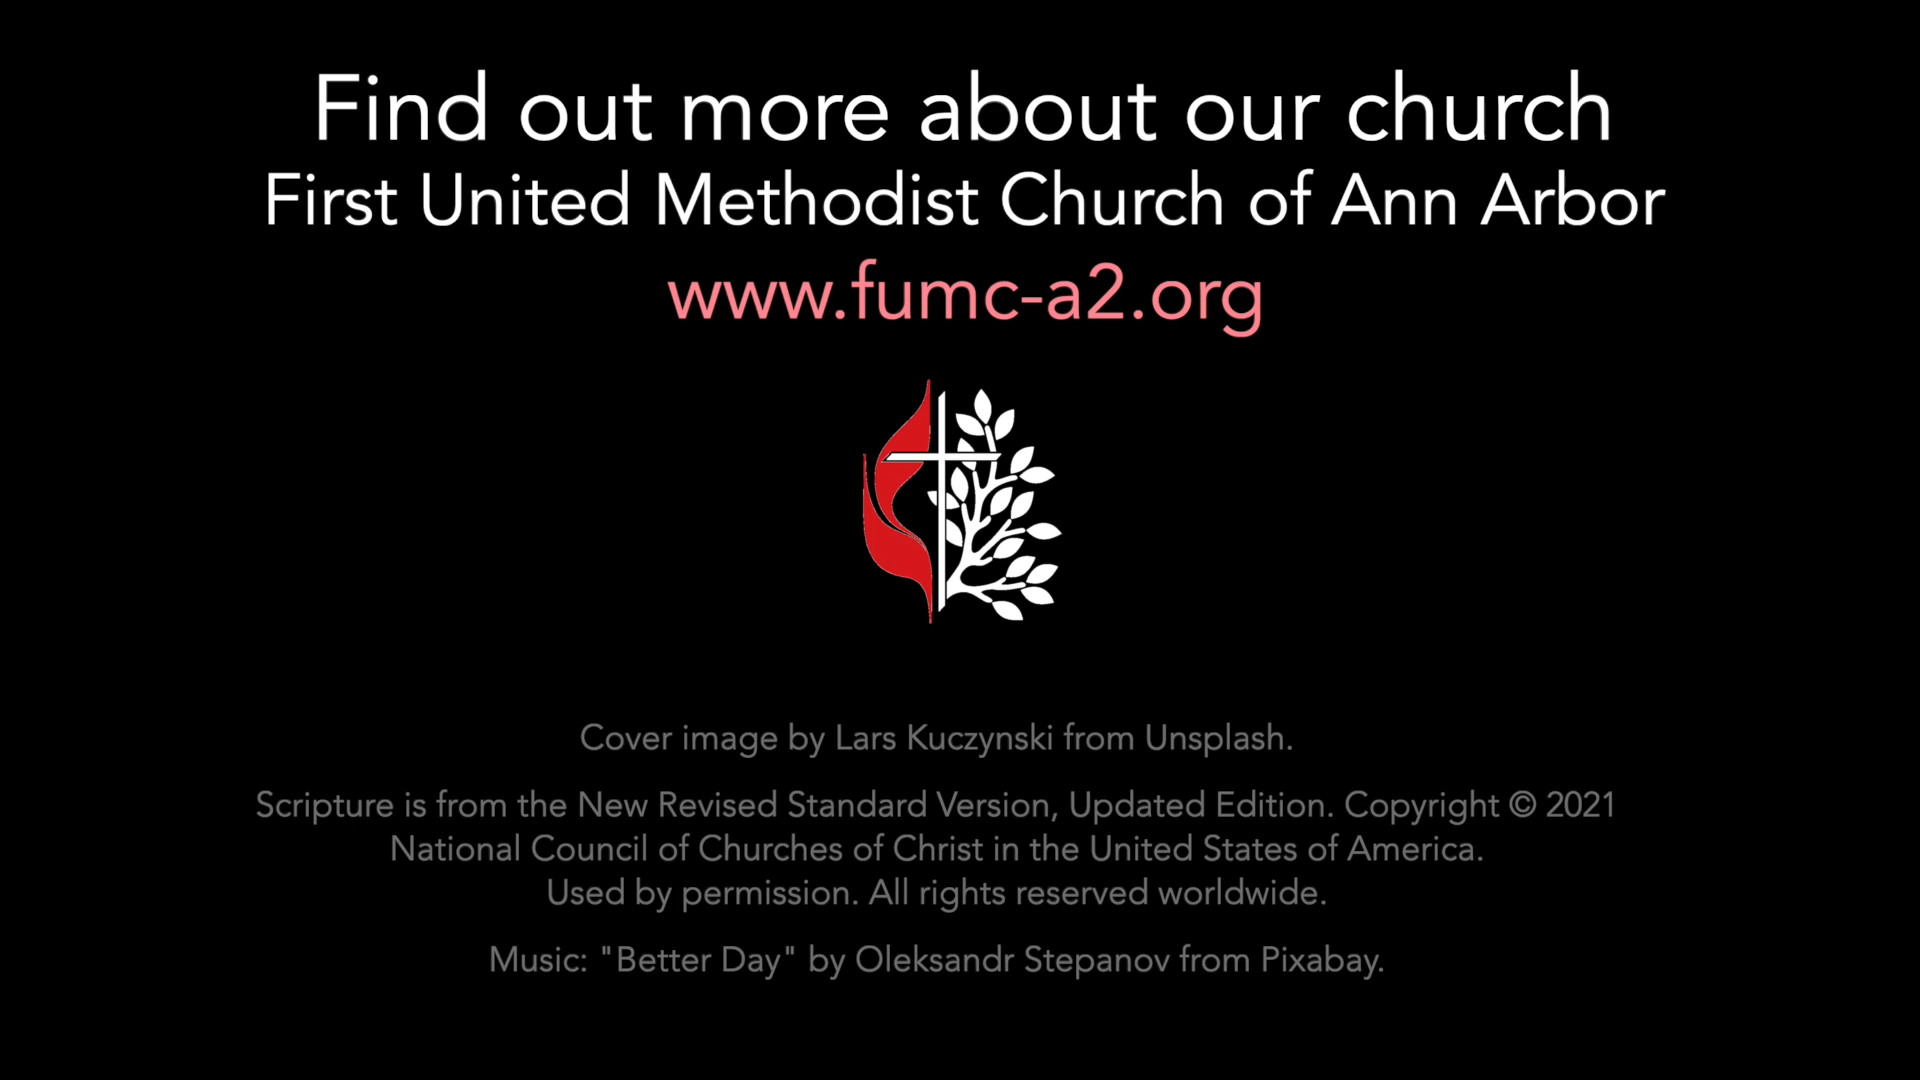 Find out more about our church
First United Methodist Church of Ann Arbor
www.fumc-a2.org
Cover image by Lars Kuczynski from Unsplash.
Scripture is from the New Revised Standard Version, Updated Edition. Copyright © 2021
National Council of Churches of Christ in the United States of America.
Used by permission. All rights reserved worldwide.
Music: "Better Day" by Oleksandr Stepanov from Pixabay.